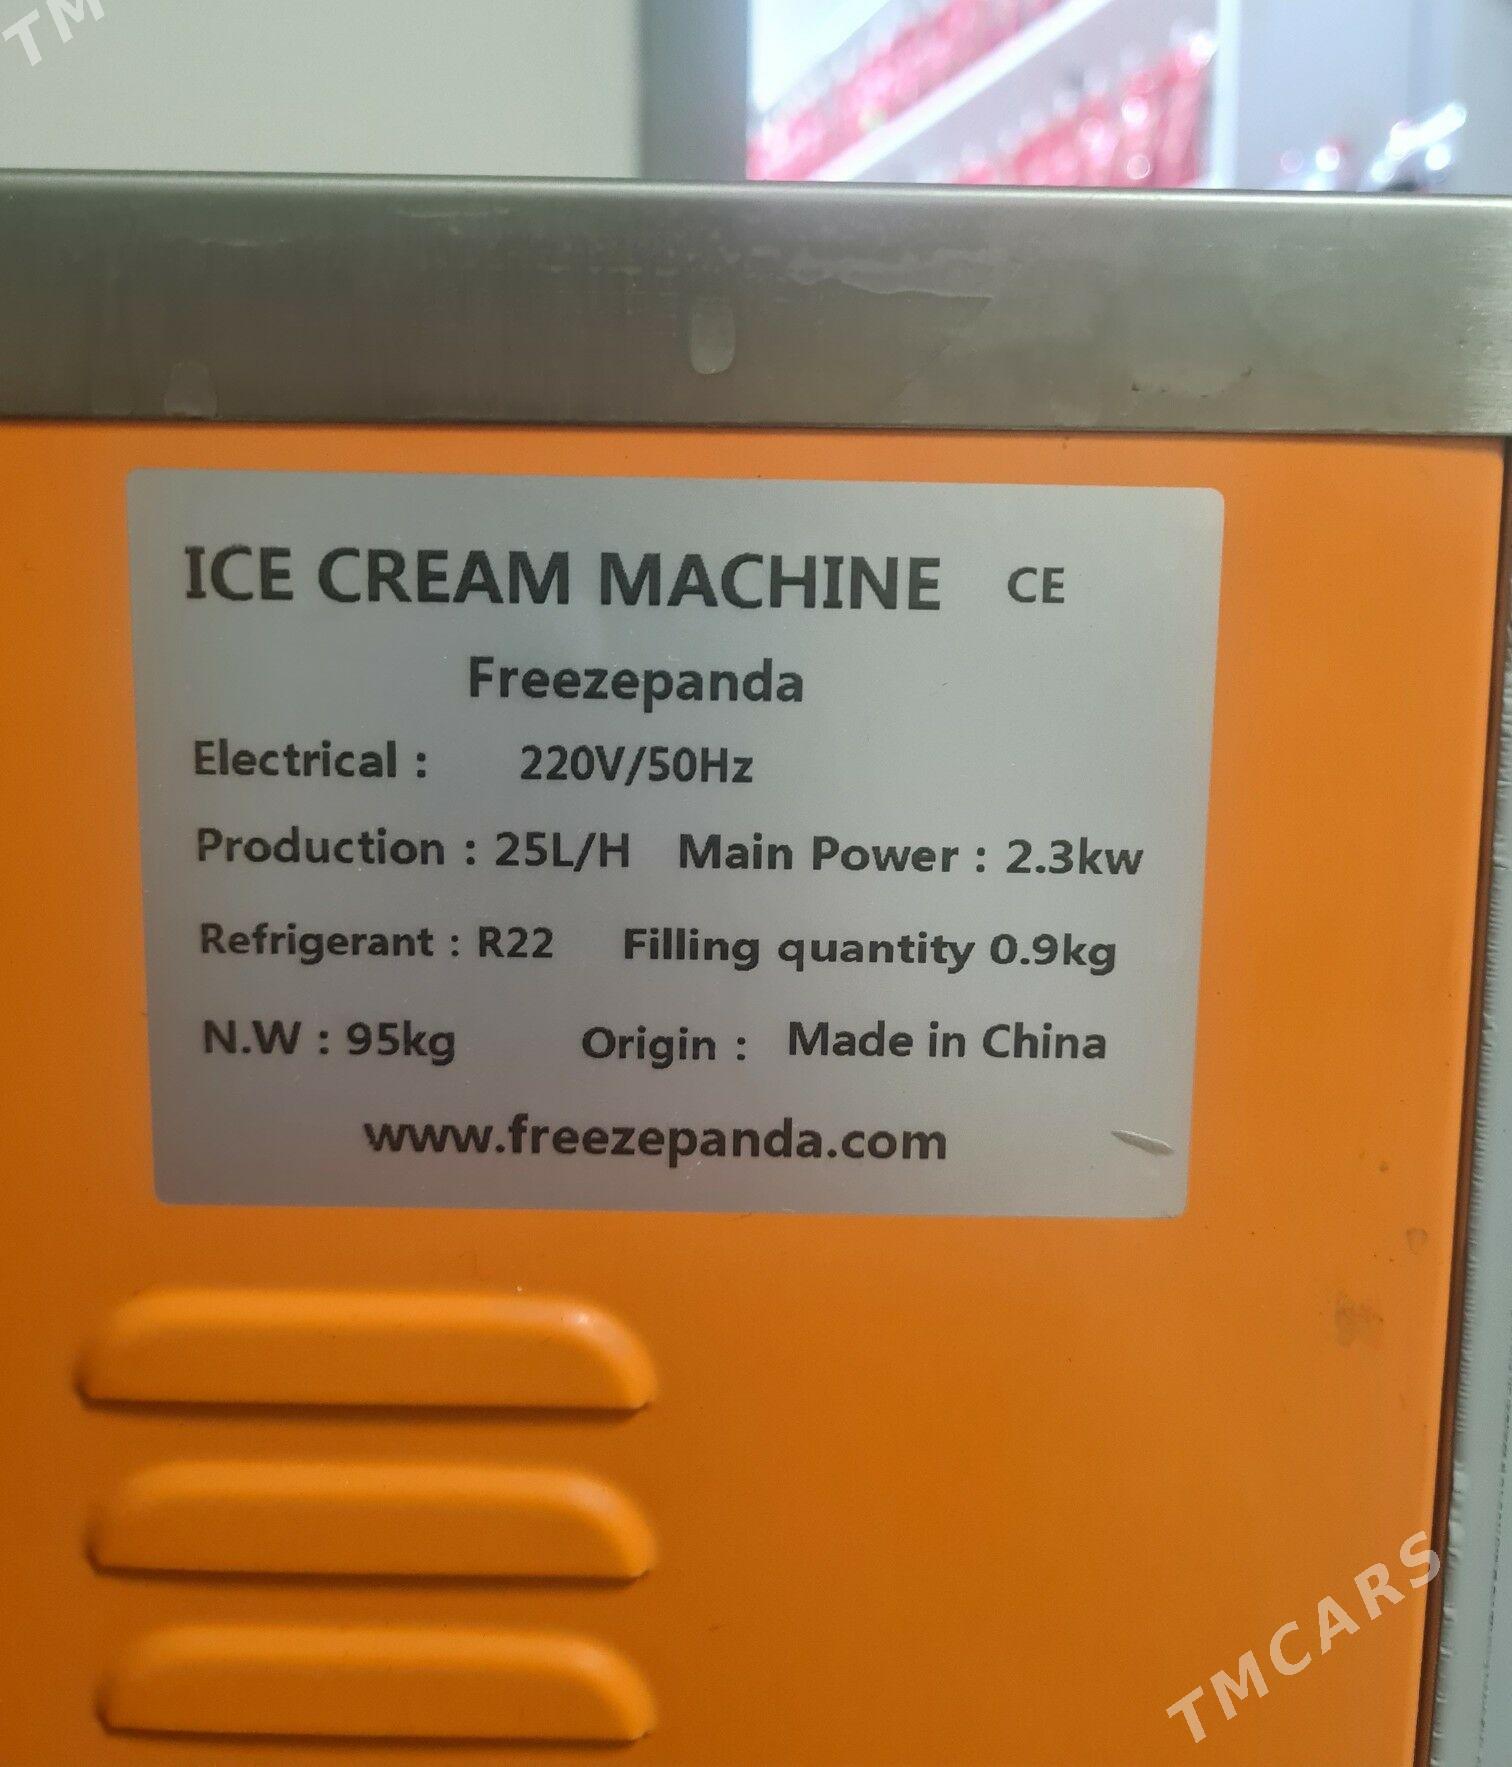 TM
ICE CREAM MACHINE CE
Freezepanda
Electrical : 220V/50Hz
Production : 25L/H Main Power : 2.3kw
Refrigerant : R22 Filling quantity 0.9kg
N.W : 95kg Origin : Made in China
www.freezepanda.com
TMCARS